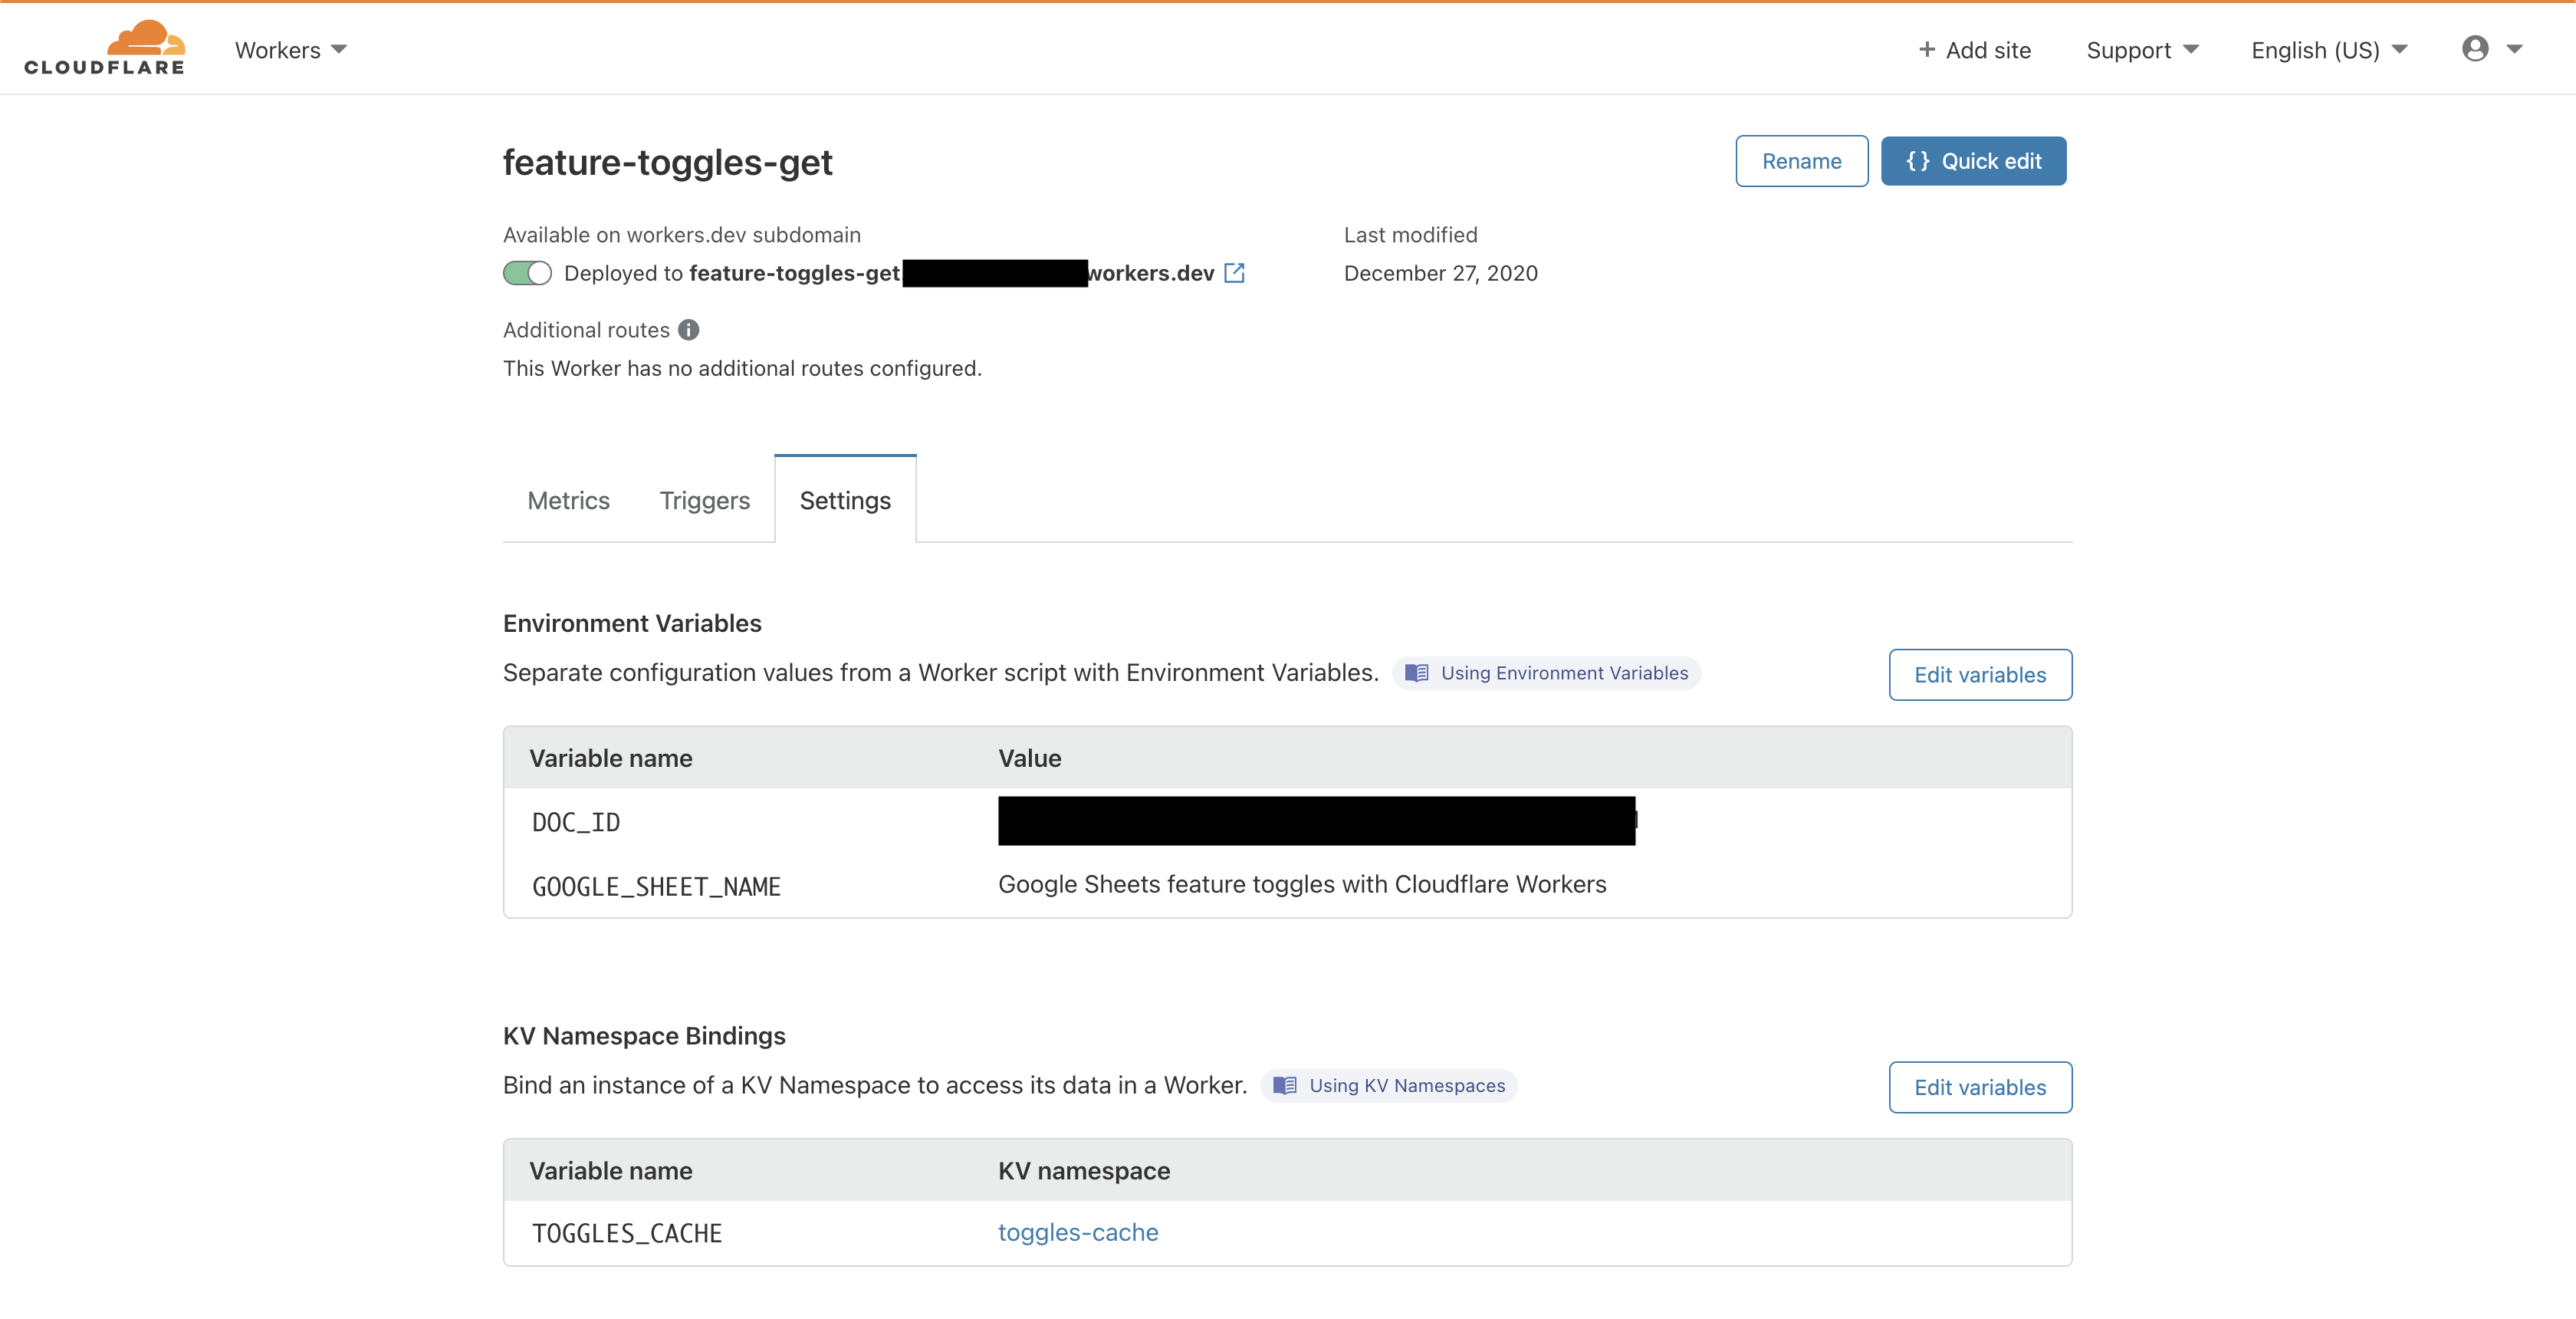 CLOUDFLARE Workers + Add site Support English (US)
feature-toggles-get Rename {} Quick edit
Available on workers.dev subdomain Last modified
Deployed to feature-toggles-get workers.dev December 27, 2020
Additional routes
This Worker has no additional routes configured.
Metrics Triggers Settings
Environment Variables
Separate configuration values from a Worker script with Environment Variables. Using Environment Variables Edit variables
Variable name Value
DOC_ID
GOOGLE_SHEET_NAME Google Sheets feature toggles with Cloudflare Workers
KV Namespace Bindings
Bind an instance of a KV Namespace to access its data in a Worker. Using KV Namespaces Edit variables
Variable name KV namespace
TOGGLES_CACHE toggles-cache